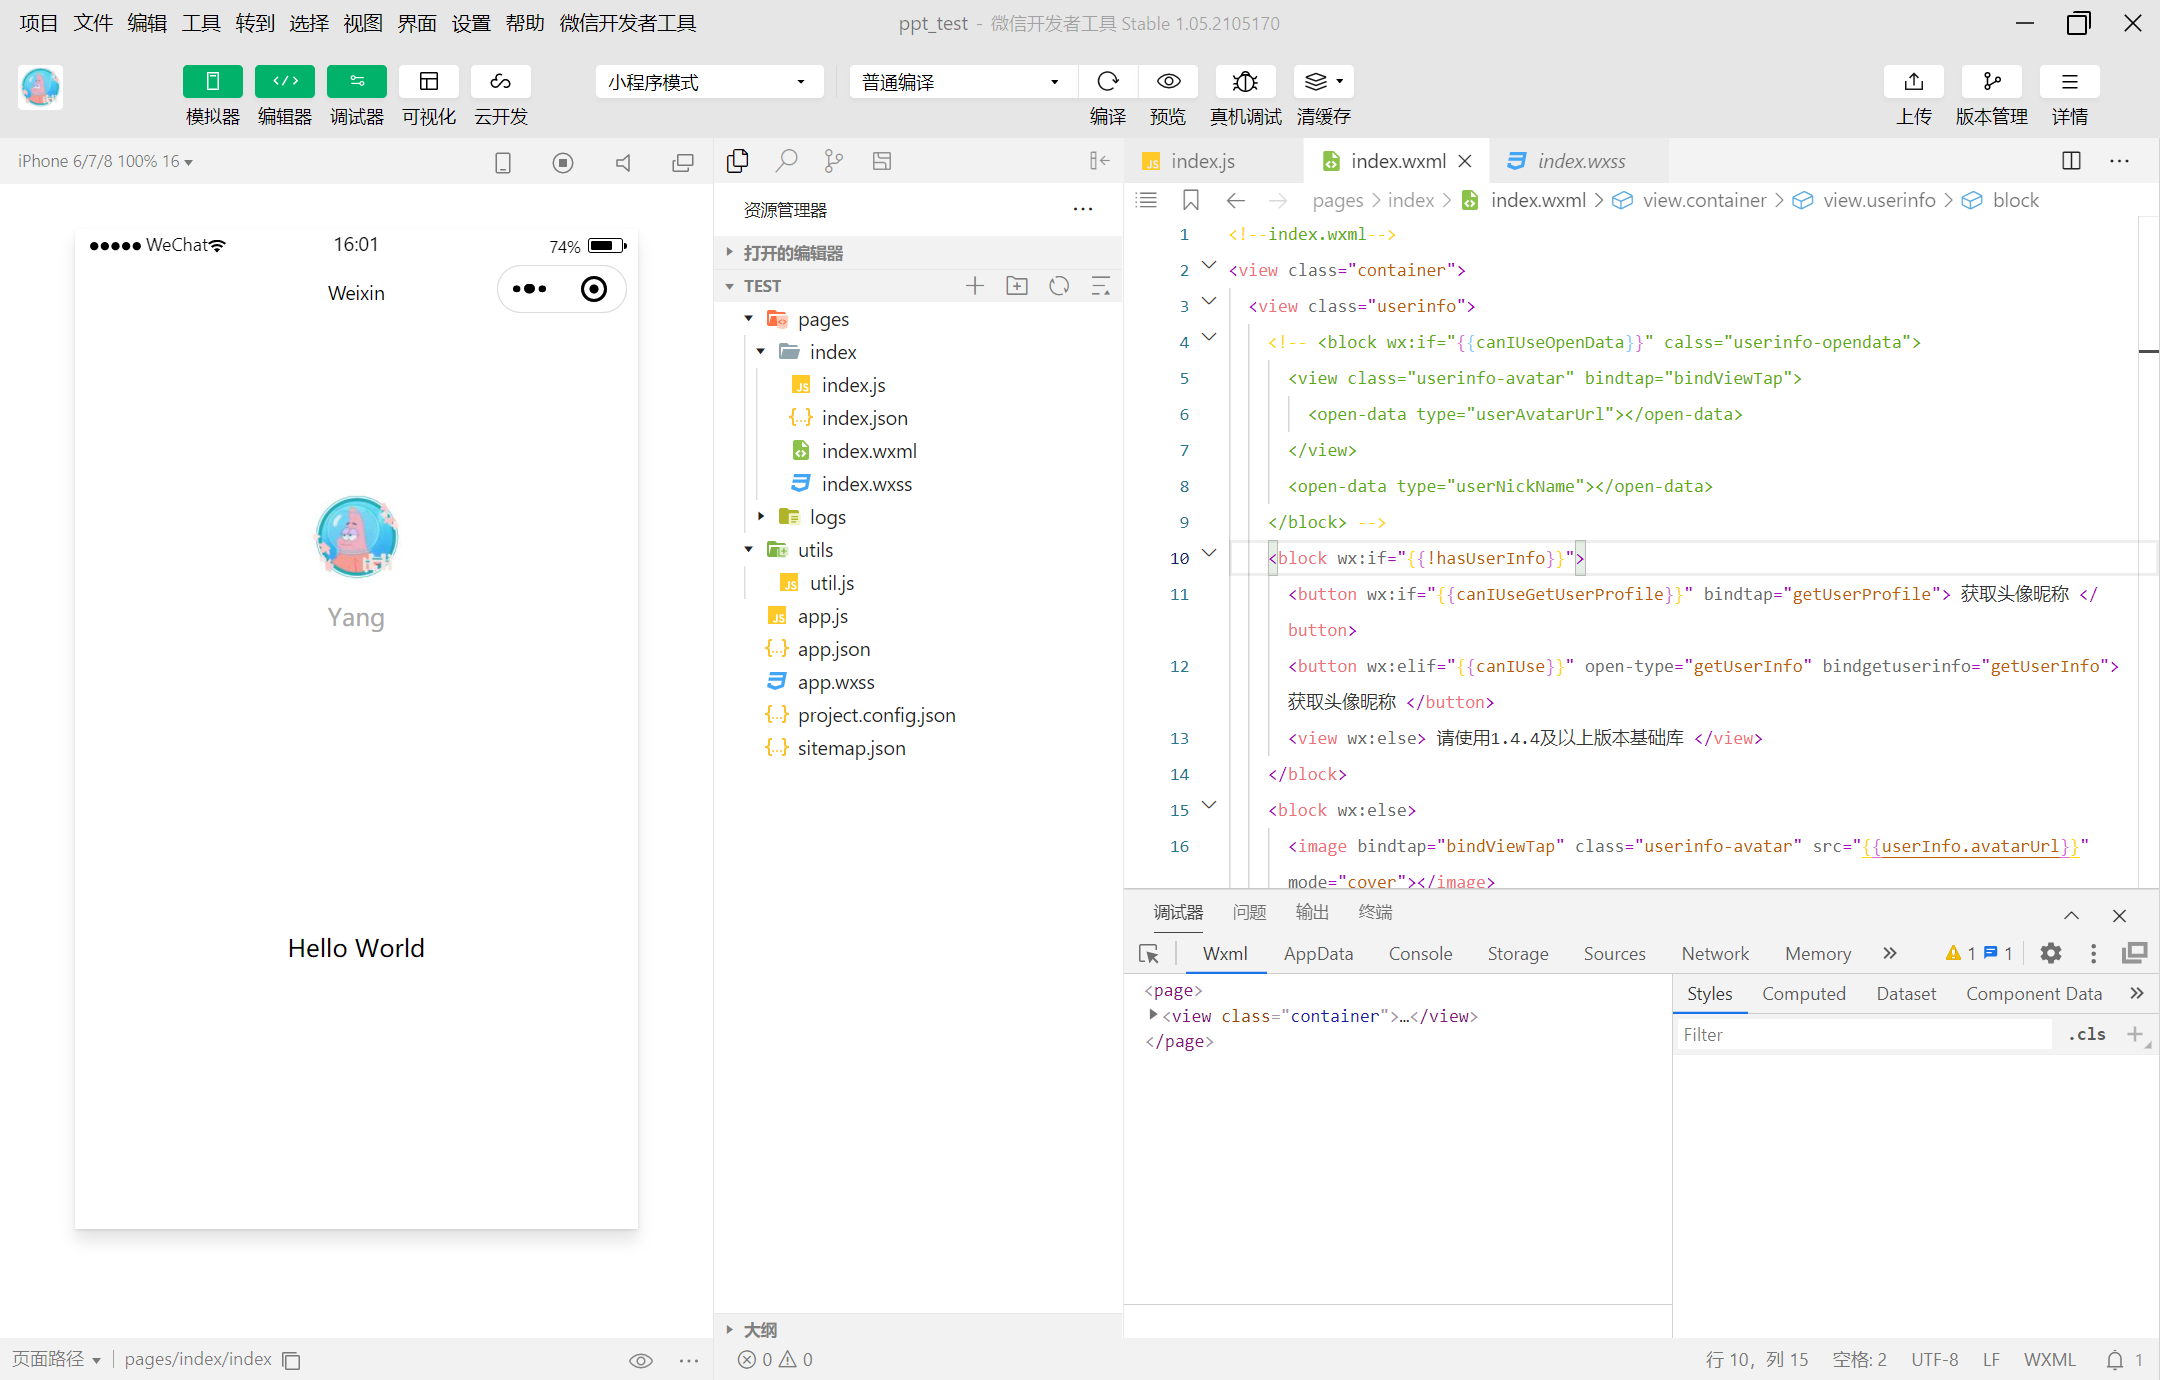 项目 文件 编辑 工具 转到 选择 视图 界面 设置 帮助 微信开发者工具 ppt_test - 微信开发者工具 Stable 1.05.2105170
小程序模式 普通编译
模拟器 编辑器 调试器 可视化 云开发 编译 预览 真机调试 清缓存 上传 版本管理 详情
iPhone 6/7/8 100% 16
WeChat 16:01 74%
Weixin
Yang
Hello World
页面路径 pages/index/index
资源管理器
打开的编辑器
TEST
pages
index
index.js
index.json
index.wxml
index.wxss
logs
utils
util.js
app.js
app.json
app.wxss
project.config.json
sitemap.json
大纲
0 0
index.js index.wxml index.wxss
pages index index.wxml view.container view.userinfo block
1 <!--index.wxml-->
2 <view class="container">
3 <view class="userinfo">
4 <!-- <block wx:if="{{canIUseOpenData}}" calss="userinfo-opendata">
5 <view class="userinfo-avatar" bindtap="bindViewTap">
6 <open-data type="userAvatarUrl"></open-data>
7 </view>
8 <open-data type="userNickName"></open-data>
9 </block> -->
10 <block wx:if="{{!hasUserInfo}}">
11 <button wx:if="{{canIUseGetUserProfile}}" bindtap="getUserProfile"> 获取头像昵称 </
button>
12 <button wx:elif="{{canIUse}}" open-type="getUserInfo" bindgetuserinfo="getUserInfo">
获取头像昵称 </button>
13 <view wx:else> 请使用1.4.4及以上版本基础库 </view>
14 </block>
15 <block wx:else>
16 <image bindtap="bindViewTap" class="userinfo-avatar" src="{{userInfo.avatarUrl}}"
mode="cover"></image>
调试器 问题 输出 终端
Wxml AppData Console Storage Sources Network Memory 1 1
<page>
<view class="container">…</view>
</page>
Styles Computed Dataset Component Data
Filter .cls
行 10，列 15 空格: 2 UTF-8 LF WXML 1